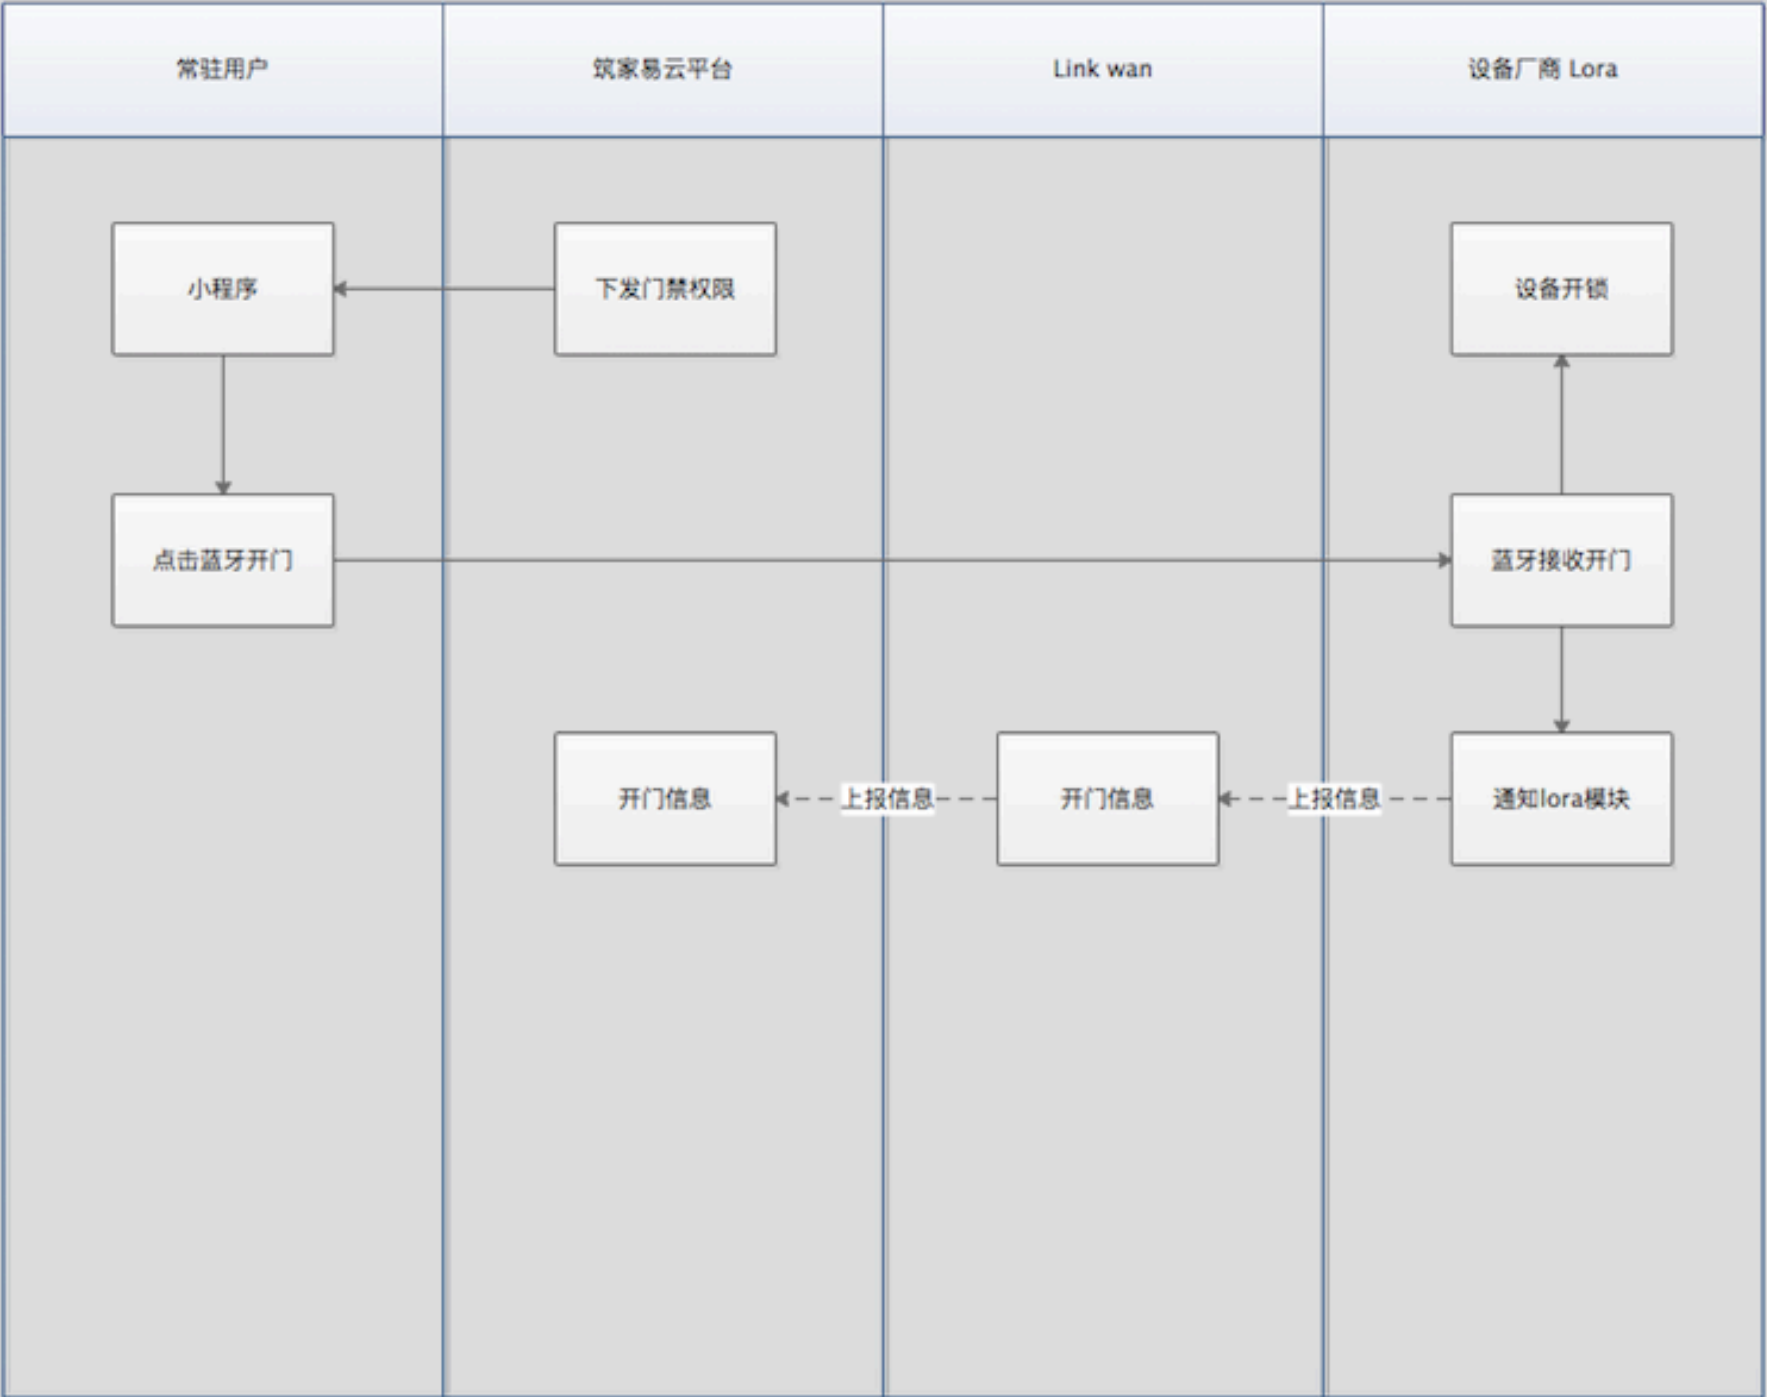 常驻用户
筑家易云平台
Link wan
设备厂商 Lora
小程序
下发门禁权限
设备开锁
点击蓝牙开门
蓝牙接收开门
开门信息
上报信息
开门信息
上报信息
通知lora模块